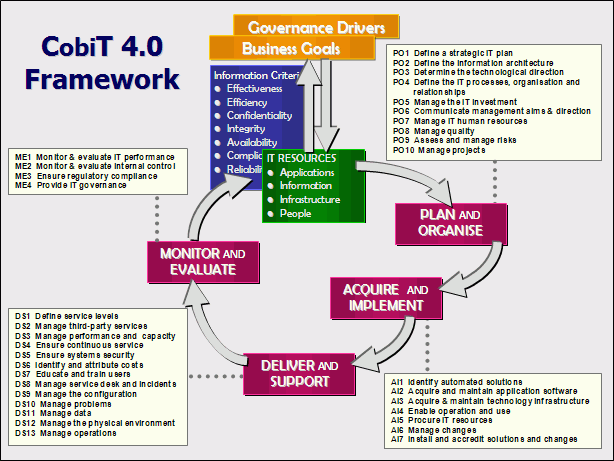 CobiT 4.0
Framework
Governance Drivers
Business Goals
Information Criteri
Effectiveness
Efficiency
Confidentiality
Integrity
Availability
Complia
Reliabili
IT RESOURCES
Applications
Information
Infrastructure
People
PO1 Define a strategic IT plan
PO2 Define the information architecture
PO3 Determine the technological direction
PO4 Define the IT processes, organisation and
relationships
PO5 Manage the IT investment
PO6 Communicate management aims & direction
PO7 Manage IT human resources
PO8 Manage quality
PO9 Assess and manage risks
PO10 Manage projects
PLAN AND
ORGANISE
ACQUIRE AND
IMPLEMENT
AI1 Identify automated solutions
AI2 Acquire and maintain application software
AI3 Acquire & maintain technology infrastructure
AI4 Enable operation and use
AI5 Procure IT resources
AI6 Manage changes
AI7 Install and accredit solutions and changes
DELIVER AND
SUPPORT
DS1 Define service levels
DS2 Manage third-party services
DS3 Manage performance and capacity
DS4 Ensure continuous service
DS5 Ensure systems security
DS6 Identify and attribute costs
DS7 Educate and train users
DS8 Manage service desk and incidents
DS9 Manage the configuration
DS10 Manage problems
DS11 Manage data
DS12 Manage the physical environment
DS13 Manage operations
MONITOR AND
EVALUATE
ME1 Monitor & evaluate IT performance
ME2 Monitor & evaluate internal control
ME3 Ensure regulatory compliance
ME4 Provide IT governance